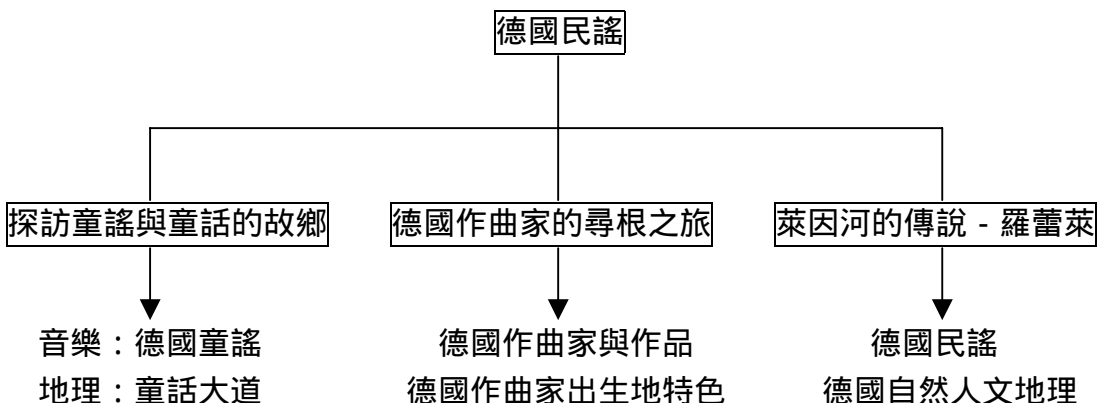 德國民謠
探訪童謠與童話的故鄉
德國作曲家的尋根之旅
萊因河的傳說 - 羅蕾萊
音樂：德國童謠
地理：童話大道
德國作曲家與作品
德國作曲家出生地特色
德國民謠
德國自然人文地理